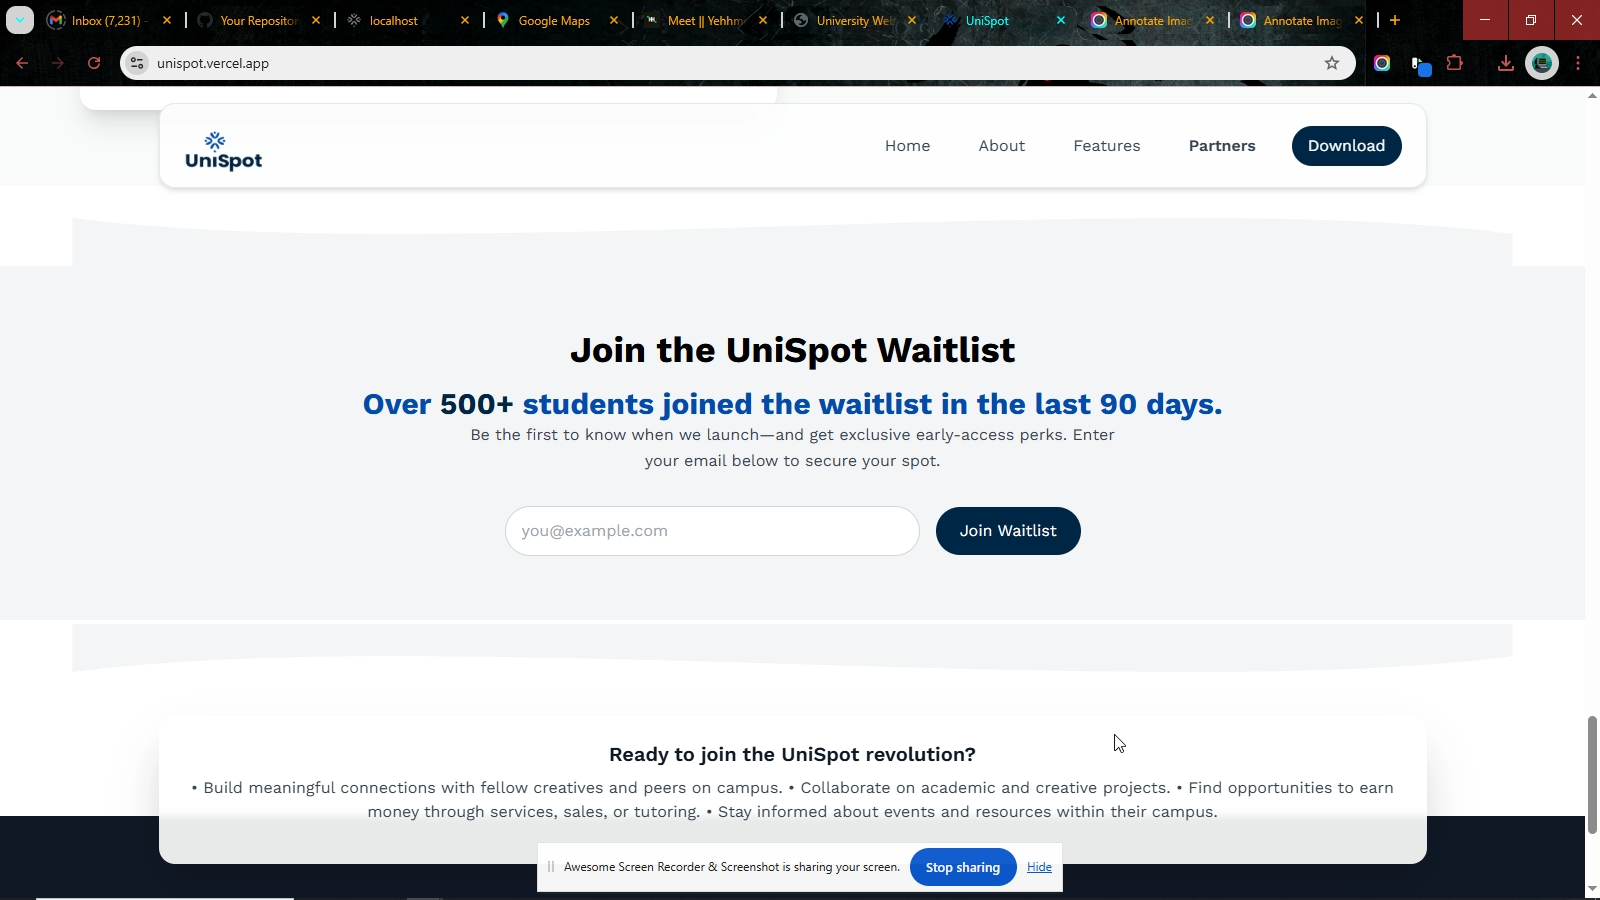 Inbox (7,231) -
Your Repositor
localhost
Google Maps
Meet || Yehhm
University Web
UniSpot
Annotate Imag
Annotate Imag
unispot.vercel.app
UniSpot
Home
About
Features
Partners
Download
Join the UniSpot Waitlist
Over 500+ students joined the waitlist in the last 90 days.
Be the first to know when we launch—and get exclusive early-access perks. Enter
your email below to secure your spot.
you@example.com
Join Waitlist
Ready to join the UniSpot revolution?
• Build meaningful connections with fellow creatives and peers on campus. • Collaborate on academic and creative projects. • Find opportunities to earn
money through services, sales, or tutoring. • Stay informed about events and resources within their campus.
Awesome Screen Recorder & Screenshot is sharing your screen.
Stop sharing
Hide